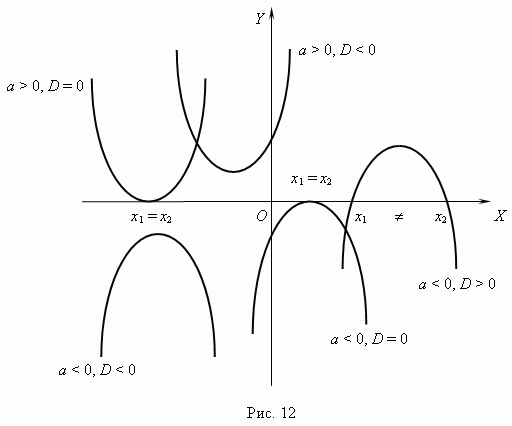 Y
a > 0, D < 0
a > 0, D = 0
x₁ = x₂
x₁ = x₂ O x₁ ≠ x₂ X
a < 0, D > 0
a < 0, D = 0
a < 0, D < 0
Рис. 12